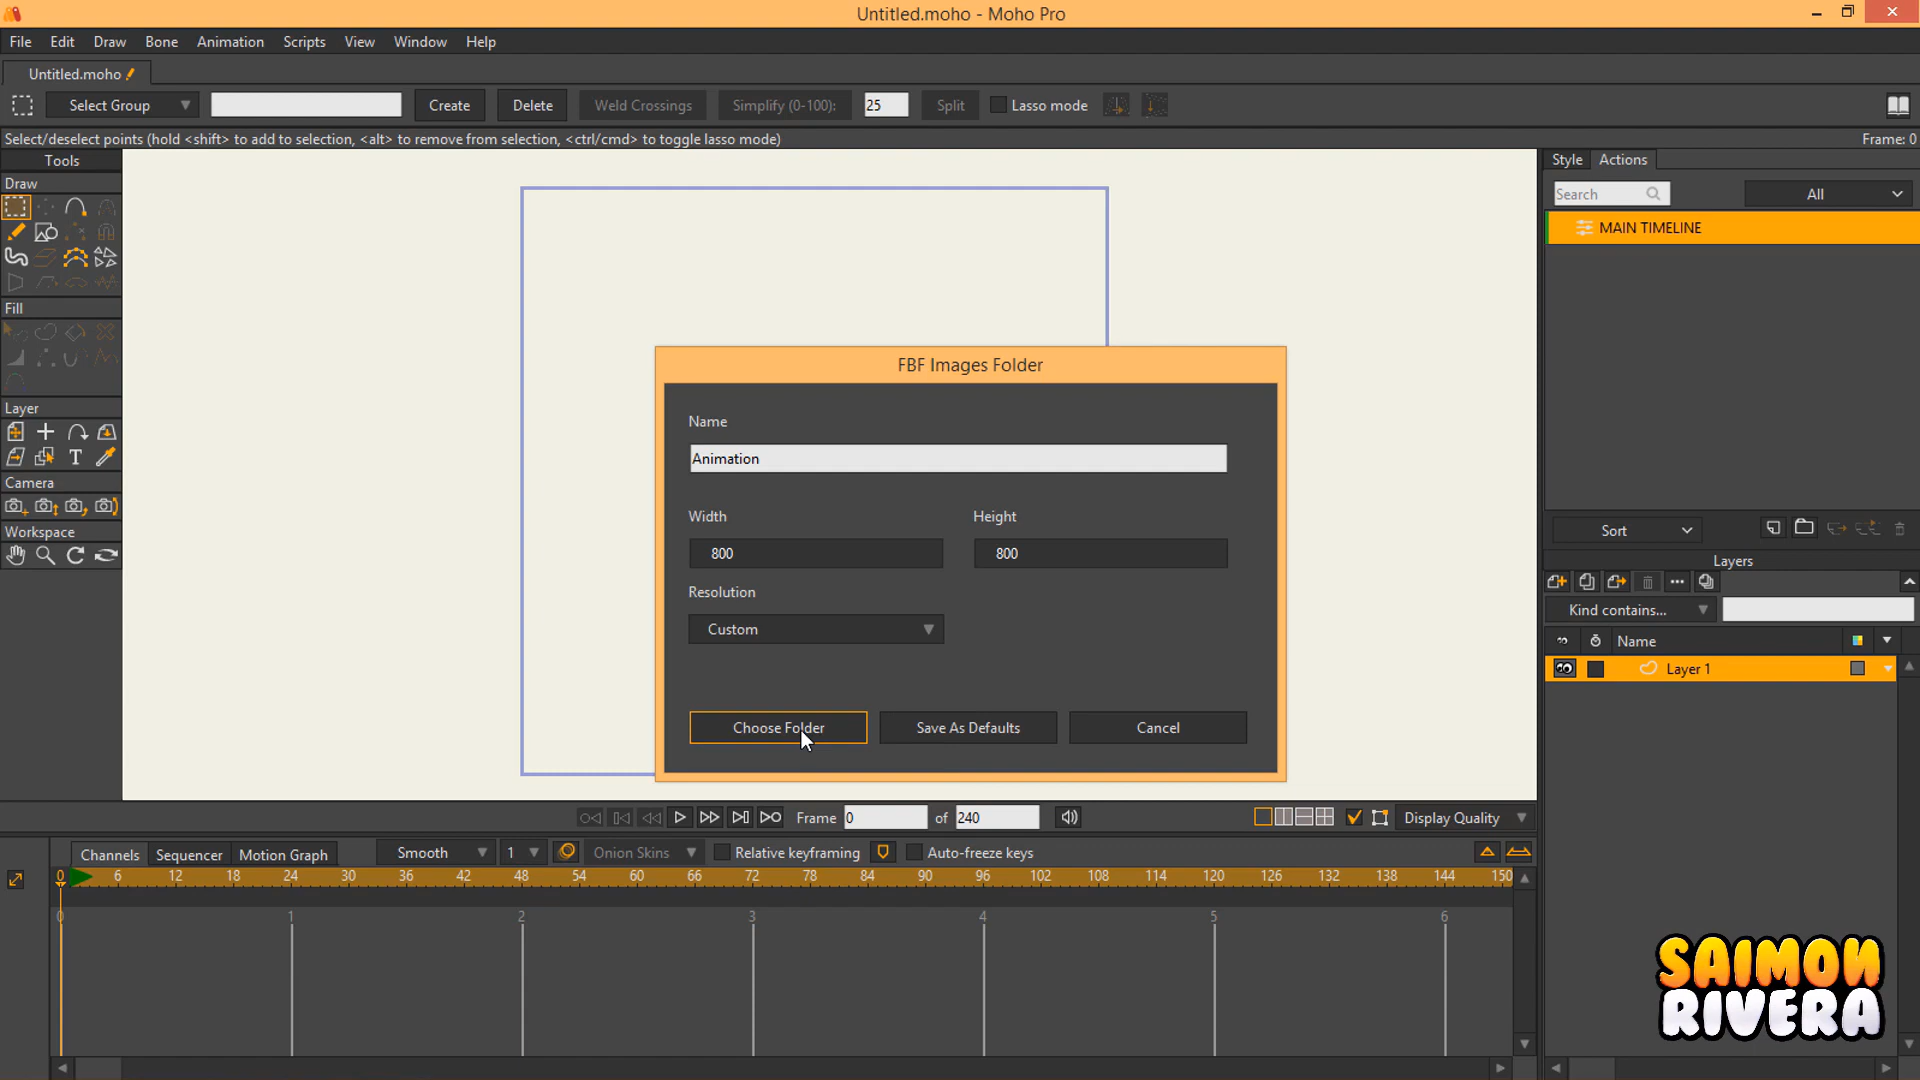 Untitled.moho - Moho Pro
File Edit Draw Bone Animation Scripts View Window Help
Untitled.moho
Select Group Create Delete Weld Crossings Simplify (0-100): 25 Split Lasso mode
Select/deselect points (hold <shift> to add to selection, <alt> to remove from selection, <ctrl/cmd> to toggle lasso mode) Frame: 0
Tools
Draw
Fill
Layer
T
Camera
Workspace
Style Actions
Search All
MAIN TIMELINE
Sort
Layers
Kind contains...
Name
Layer 1
FBF Images Folder
Name
Animation
Width Height
800 800
Resolution
Custom
Choose Folder Save As Defaults Cancel
Frame 0 of 240 Display Quality
Channels Sequencer Motion Graph Smooth 1 Onion Skins Relative keyframing Auto-freeze keys
0 6 12 18 24 30 36 42 48 54 60 66 72 78 84 90 96 102 108 114 120 126 132 138 144 150
0 1 2 3 4 5 6
SAIMON
RIVERA